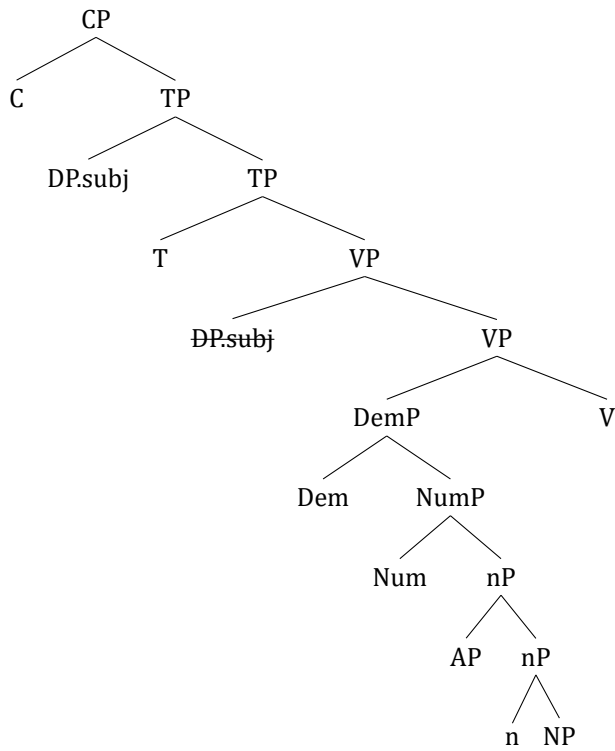 CP
C TP
DP.subj TP
T VP
DP.subj VP
DemP V
Dem NumP
Num nP
AP nP
n NP